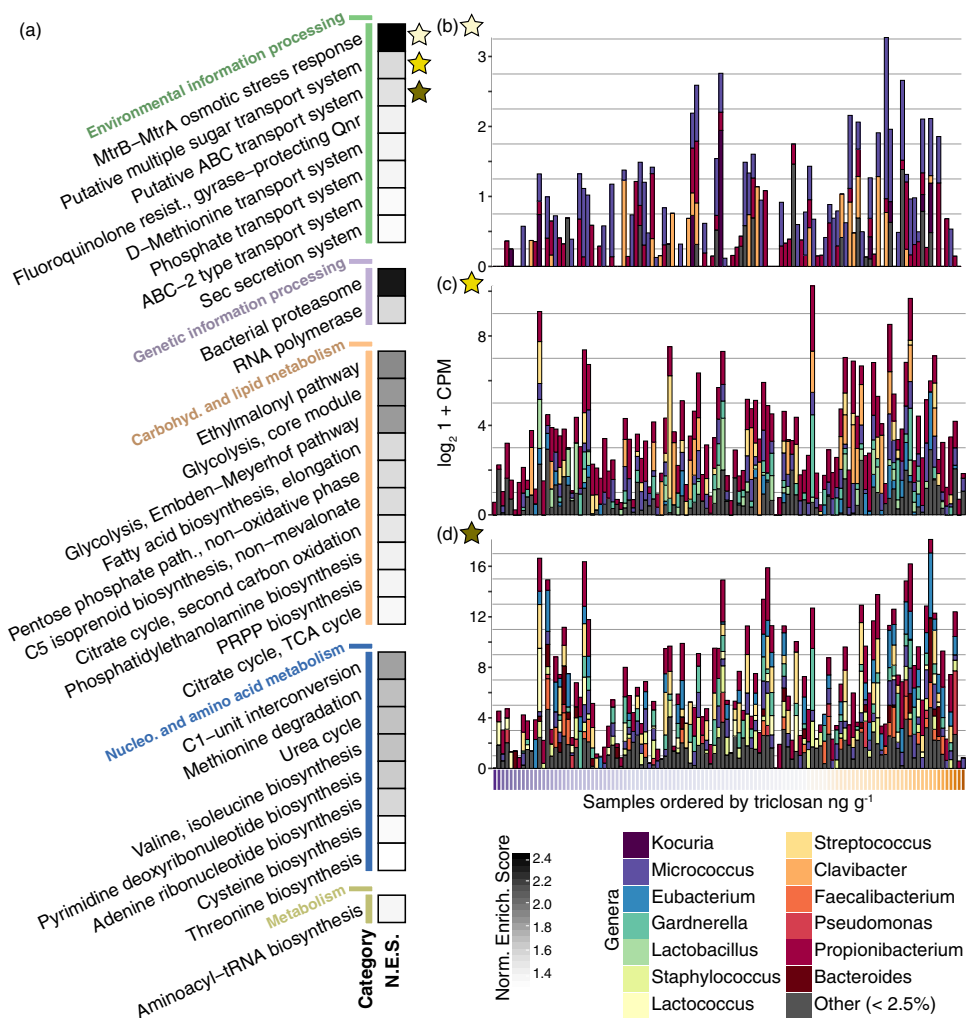 (a)
Environmental information processing
MtrB–MtrA osmotic stress response
Putative multiple sugar transport system
Putative ABC transport system
Fluoroquinolone resist., gyrase–protecting Qnr
D–Methionine transport system
Phosphate transport system
ABC–2 type transport system
Sec secretion system
Genetic information processing
Bacterial proteasome
RNA polymerase
Carbohyd. and lipid metabolism
Ethymalonyl pathway
Glycolysis, core module
Glycolysis, Embden–Meyerhof pathway
Fatty acid biosynthesis, elongation
Pentose phosphate path., non–oxidative phase
C5 isoprenoid biosynthesis, non–mevalonate
Citrate cycle, second carbon oxidation
Phosphatidylethanolamine biosynthesis
PRPP biosynthesis
Citrate cycle, TCA cycle
Nucleo. and amino acid metabolism
C1–unit interconversion
Methionine degradation
Urea cycle
Valine, isoleucine biosynthesis
Pyrimidine deoxyribonuleotide biosynthesis
Adenine ribonucleotide biosynthesis
Cysteine biosynthesis
Threonine biosynthesis
Metabolism
Aminoacyl–tRNA biosynthesis
Category
N.E.S.
(b)
3
2
1
0
(c)
8
4
0
log2 1 + CPM
(d)
16
12
8
4
0
Samples ordered by triclosan ng g-1
Norm. Enrich. Score
2.4
2.2
2.0
1.8
1.6
1.4
Genera
Kocuria
Micrococcus
Eubacterium
Gardnerella
Lactobacillus
Staphylococcus
Lactococcus
Streptococcus
Clavibacter
Faecalibacterium
Pseudomonas
Propionibacterium
Bacteroides
Other (< 2.5%)